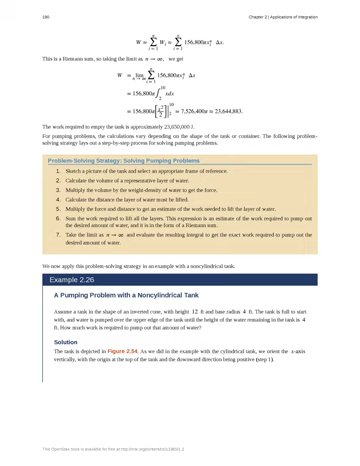 190 Chapter 2 | Applications of Integration
W = ∑ᵢ₌₁ⁿ Wᵢ ≈ ∑ᵢ₌₁ⁿ 156,800πxᵢ* Δx.
This is a Riemann sum, so taking the limit as n → ∞, we get
W = lim n → ∞ ∑ᵢ₌₁ⁿ 156,800πxᵢ* Δx
= 156,800π ∫₂¹⁰ xdx
= 156,800π[x²/2]|₂¹⁰ = 7,526,400π ≈ 23,644,883.
The work required to empty the tank is approximately 23,650,000 J.
For pumping problems, the calculations vary depending on the shape of the tank or container. The following problem-
solving strategy lays out a step-by-step process for solving pumping problems.
Problem-Solving Strategy: Solving Pumping Problems
1. Sketch a picture of the tank and select an appropriate frame of reference.
2. Calculate the volume of a representative layer of water.
3. Multiply the volume by the weight-density of water to get the force.
4. Calculate the distance the layer of water must be lifted.
5. Multiply the force and distance to get an estimate of the work needed to lift the layer of water.
6. Sum the work required to lift all the layers. This expression is an estimate of the work required to pump out
the desired amount of water, and it is in the form of a Riemann sum.
7. Take the limit as n → ∞ and evaluate the resulting integral to get the exact work required to pump out the
desired amount of water.
We now apply this problem-solving strategy in an example with a noncylindrical tank.
Example 2.26
A Pumping Problem with a Noncylindrical Tank
Assume a tank in the shape of an inverted cone, with height 12 ft and base radius 4 ft. The tank is full to start
with, and water is pumped over the upper edge of the tank until the height of the water remaining in the tank is 4
ft. How much work is required to pump out that amount of water?
Solution
The tank is depicted in Figure 2.54. As we did in the example with the cylindrical tank, we orient the x-axis
vertically, with the origin at the top of the tank and the downward direction being positive (step 1).
This OpenStax book is available for free at http://cnx.org/content/col11965/1.2